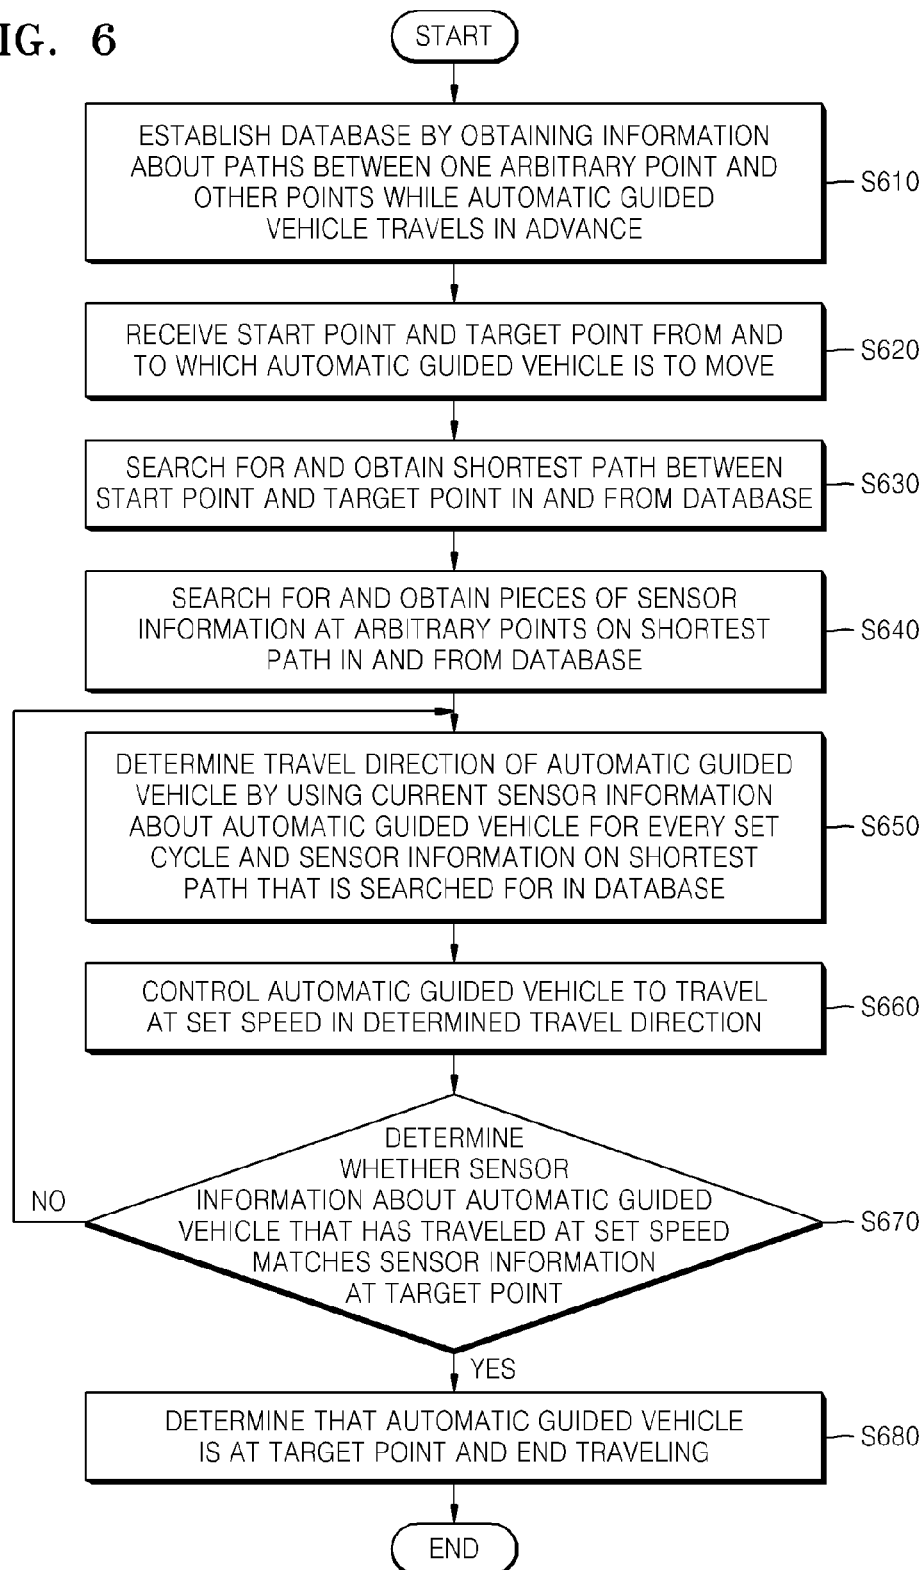 IG. 6
START
ESTABLISH DATABASE BY OBTAINING INFORMATION
ABOUT PATHS BETWEEN ONE ARBITRARY POINT AND
OTHER POINTS WHILE AUTOMATIC GUIDED
VEHICLE TRAVELS IN ADVANCE
S610
RECEIVE START POINT AND TARGET POINT FROM AND
TO WHICH AUTOMATIC GUIDED VEHICLE IS TO MOVE
S620
SEARCH FOR AND OBTAIN SHORTEST PATH BETWEEN
START POINT AND TARGET POINT IN AND FROM DATABASE
S630
SEARCH FOR AND OBTAIN PIECES OF SENSOR
INFORMATION AT ARBITRARY POINTS ON SHORTEST
PATH IN AND FROM DATABASE
S640
DETERMINE TRAVEL DIRECTION OF AUTOMATIC GUIDED
VEHICLE BY USING CURRENT SENSOR INFORMATION
ABOUT AUTOMATIC GUIDED VEHICLE FOR EVERY SET
CYCLE AND SENSOR INFORMATION ON SHORTEST
PATH THAT IS SEARCHED FOR IN DATABASE
S650
CONTROL AUTOMATIC GUIDED VEHICLE TO TRAVEL
AT SET SPEED IN DETERMINED TRAVEL DIRECTION
S660
DETERMINE
WHETHER SENSOR
INFORMATION ABOUT AUTOMATIC GUIDED
VEHICLE THAT HAS TRAVELED AT SET SPEED
MATCHES SENSOR INFORMATION
AT TARGET POINT
S670
NO
YES
DETERMINE THAT AUTOMATIC GUIDED VEHICLE
IS AT TARGET POINT AND END TRAVELING
S680
END